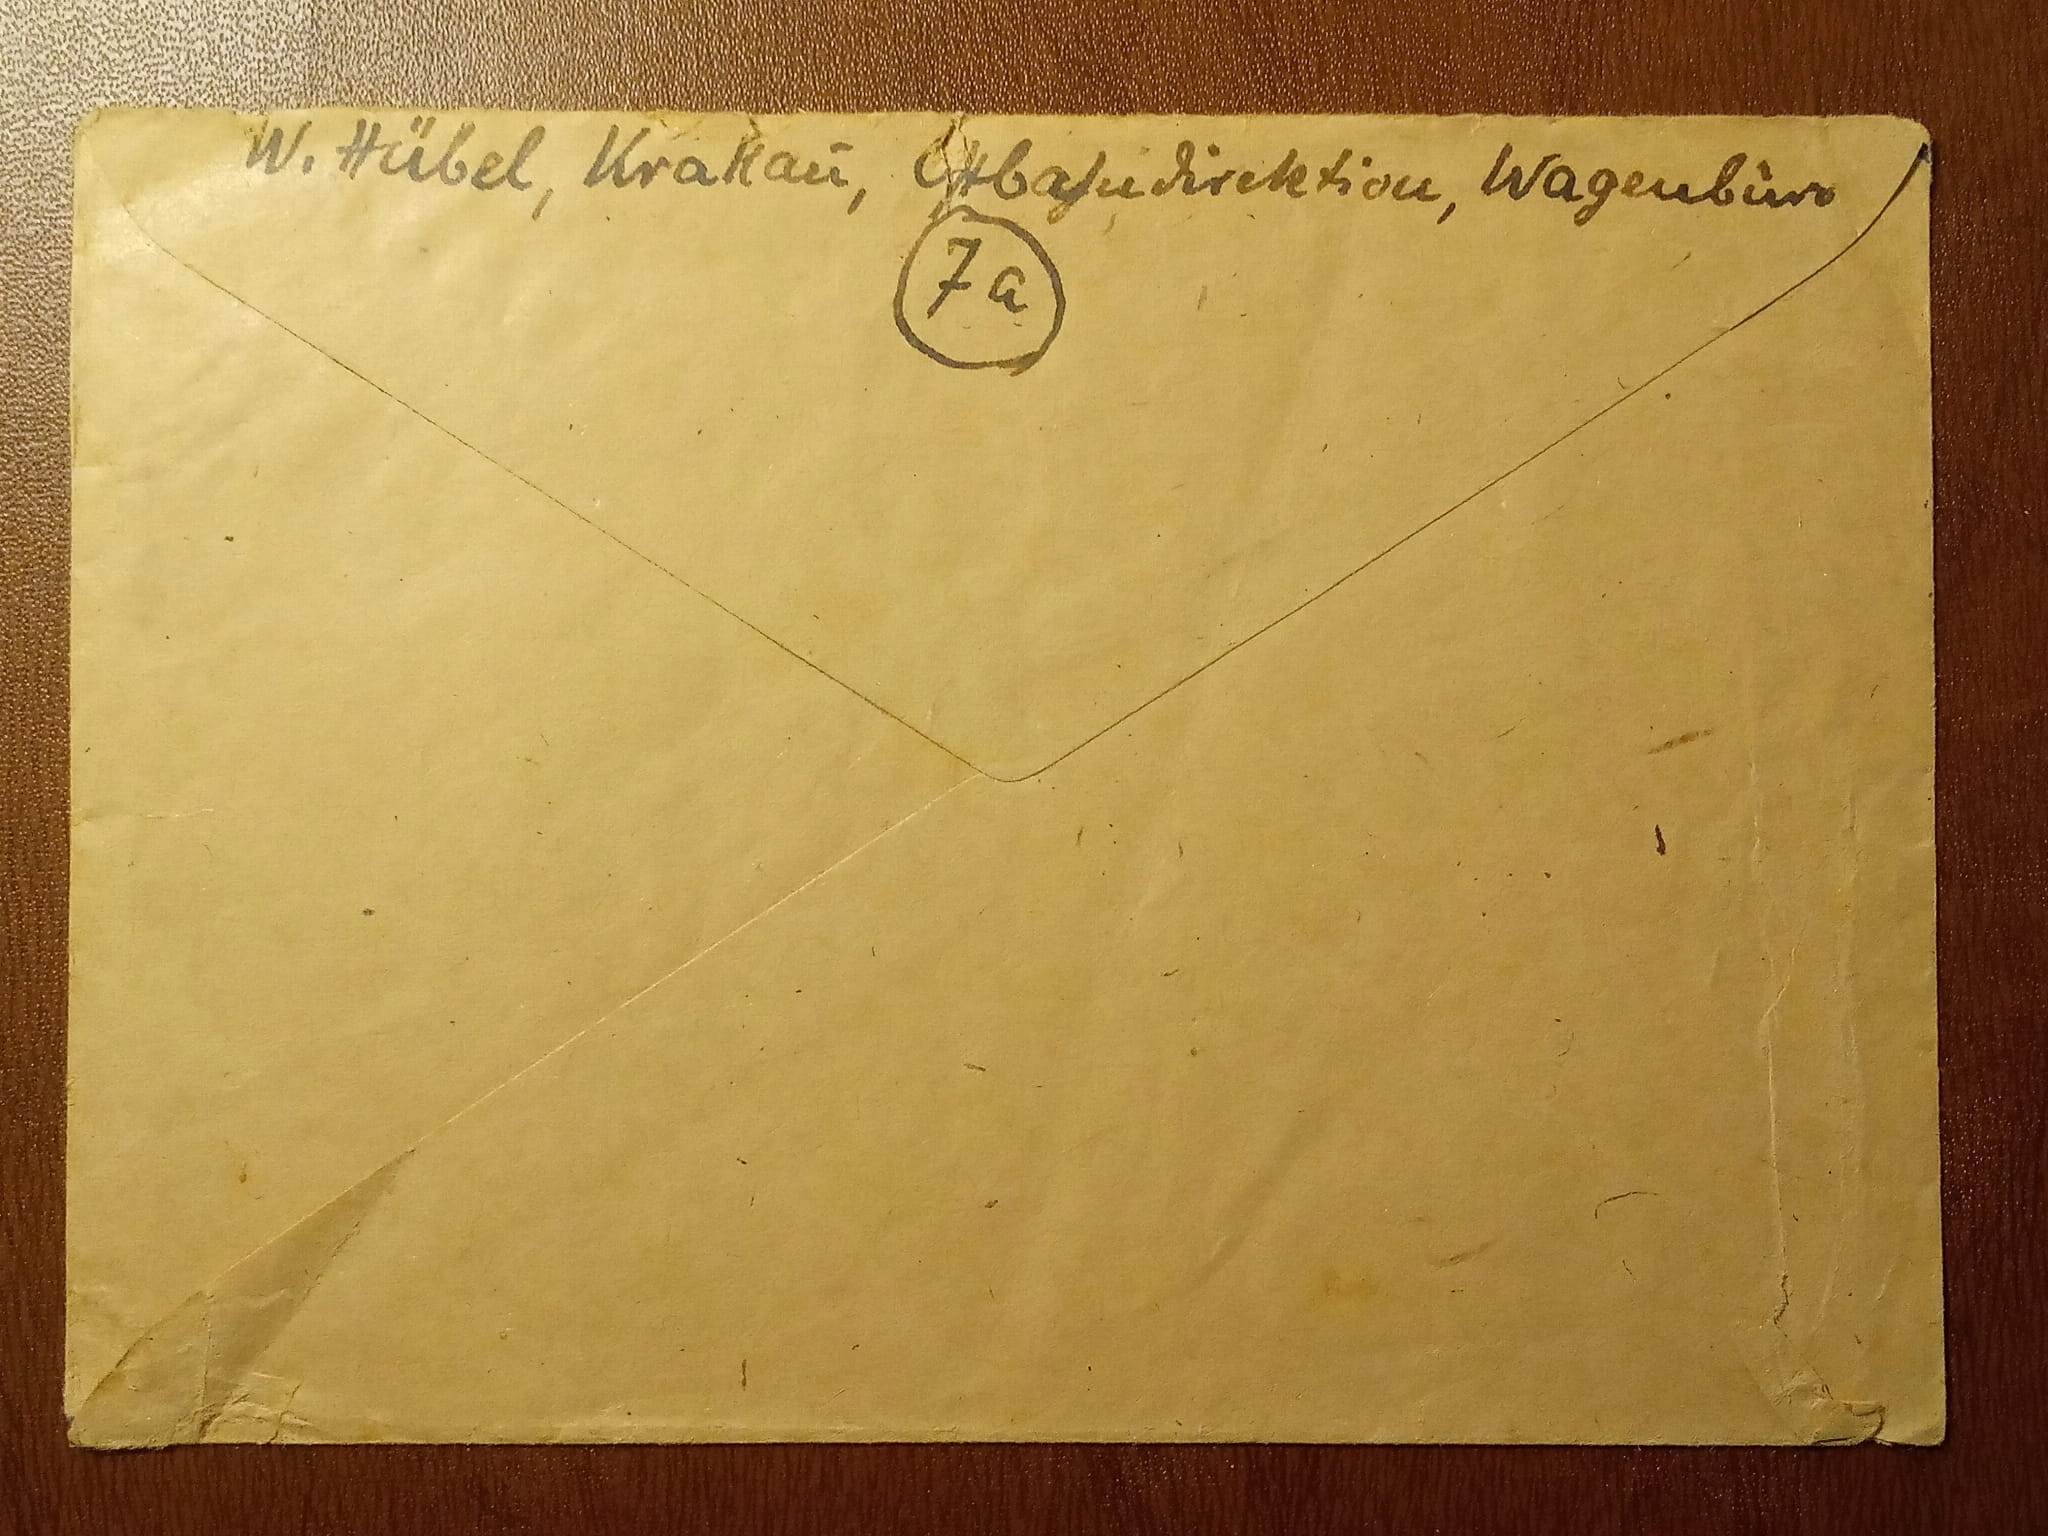 W. Hübel, Krakau, Ostbahndirektion, Wagenbüro
7a